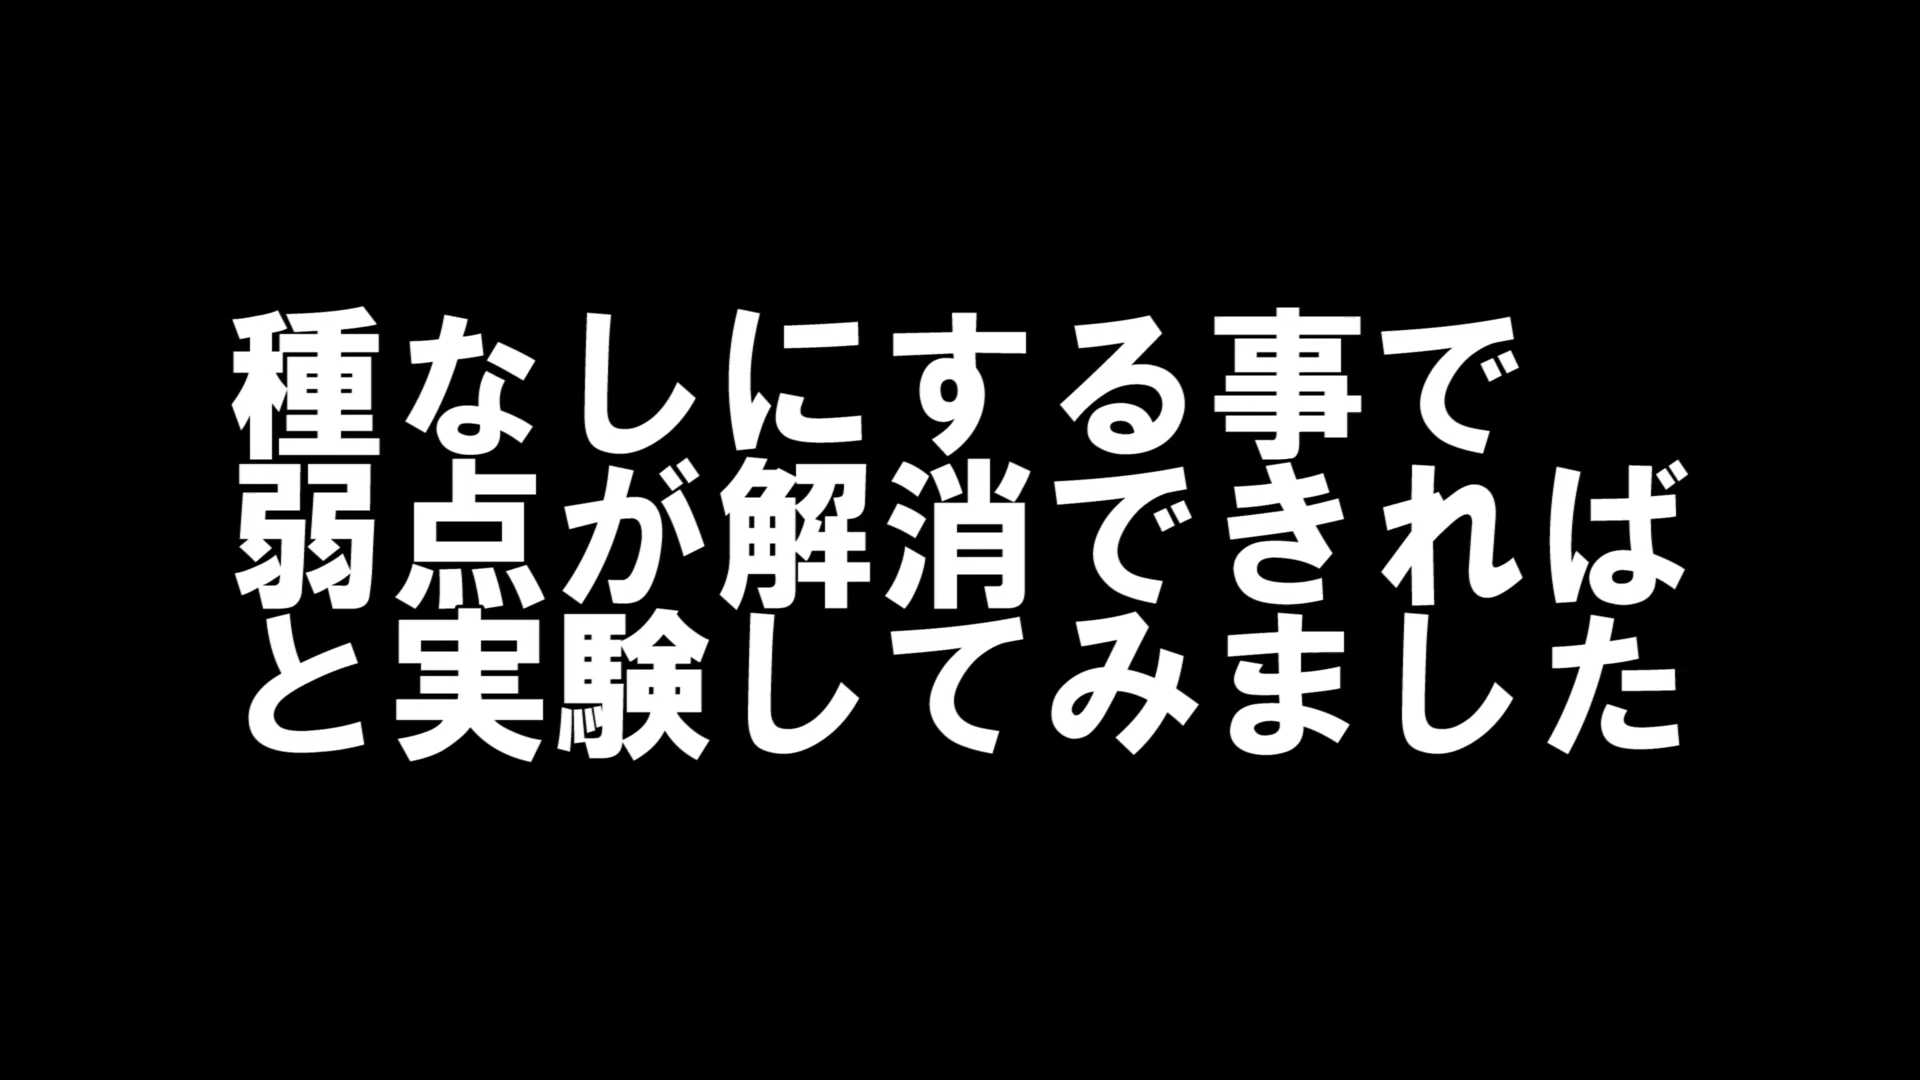 種なしにする事で
弱点が解消できれば
と実験してみました